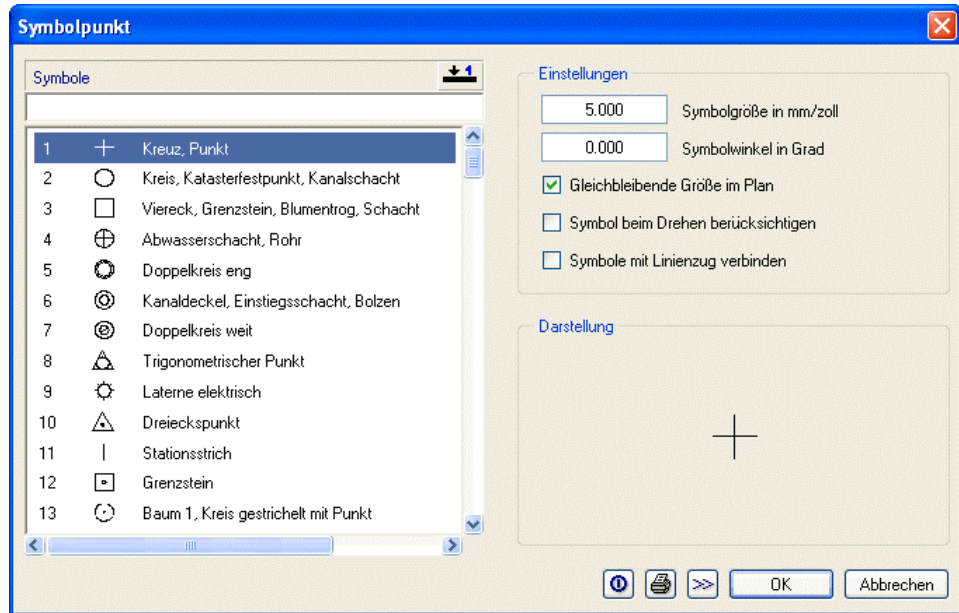 Symbolpunkt
Symbole
1
1 Kreuz, Punkt
2 Kreis, Katasterfestpunkt, Kanalschacht
3 Viereck, Grenzstein, Blumentrog, Schacht
4 Abwasserschacht, Rohr
5 Doppelkreis eng
6 Kanaldeckel, Einstiegsschacht, Bolzen
7 Doppelkreis weit
8 Trigonometrischer Punkt
9 Laterne elektrisch
10 Dreieckspunkt
11 Stationsstrich
12 Grenzstein
13 Baum 1, Kreis gestrichelt mit Punkt
Einstellungen
5.000 Symbolgröße in mm/zoll
0.000 Symbolwinkel in Grad
Gleichbleibende Größe im Plan
Symbol beim Drehen berücksichtigen
Symbole mit Linienzug verbinden
Darstellung
>> OK Abbrechen